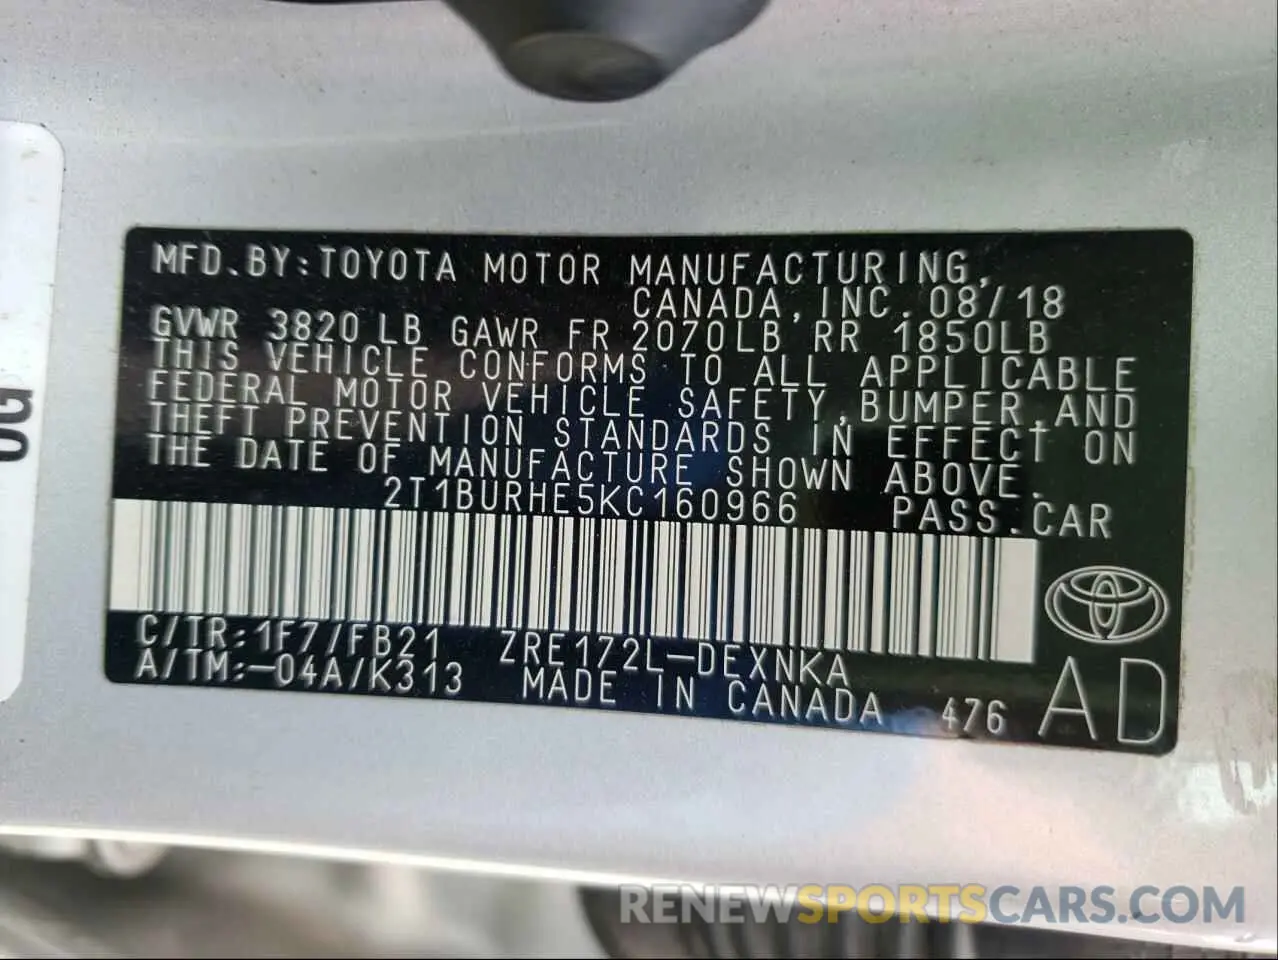 MFD.BY:TOYOTA MOTOR MANUFACTURING,
CANADA, INC. 08/18
GVWR 3820 LB GAWR FR 2070LB RR 1850LB
THIS VEHICLE CONFORMS TO ALL APPLICABLE
FEDERAL MOTOR VEHICLE SAFETY, BUMPER, AND
THEFT PREVENTION STANDARDS IN EFFECT ON
THE DATE OF MANUFACTURE SHOWN ABOVE.
2T1BURHE5KC160966 PASS.CAR
C/TR:1F7/FB21 ZRE172L-DEXNKA
A/TM:-04A/K313 MADE IN CANADA 476 AD
RENEWSPORTSCARS.COM